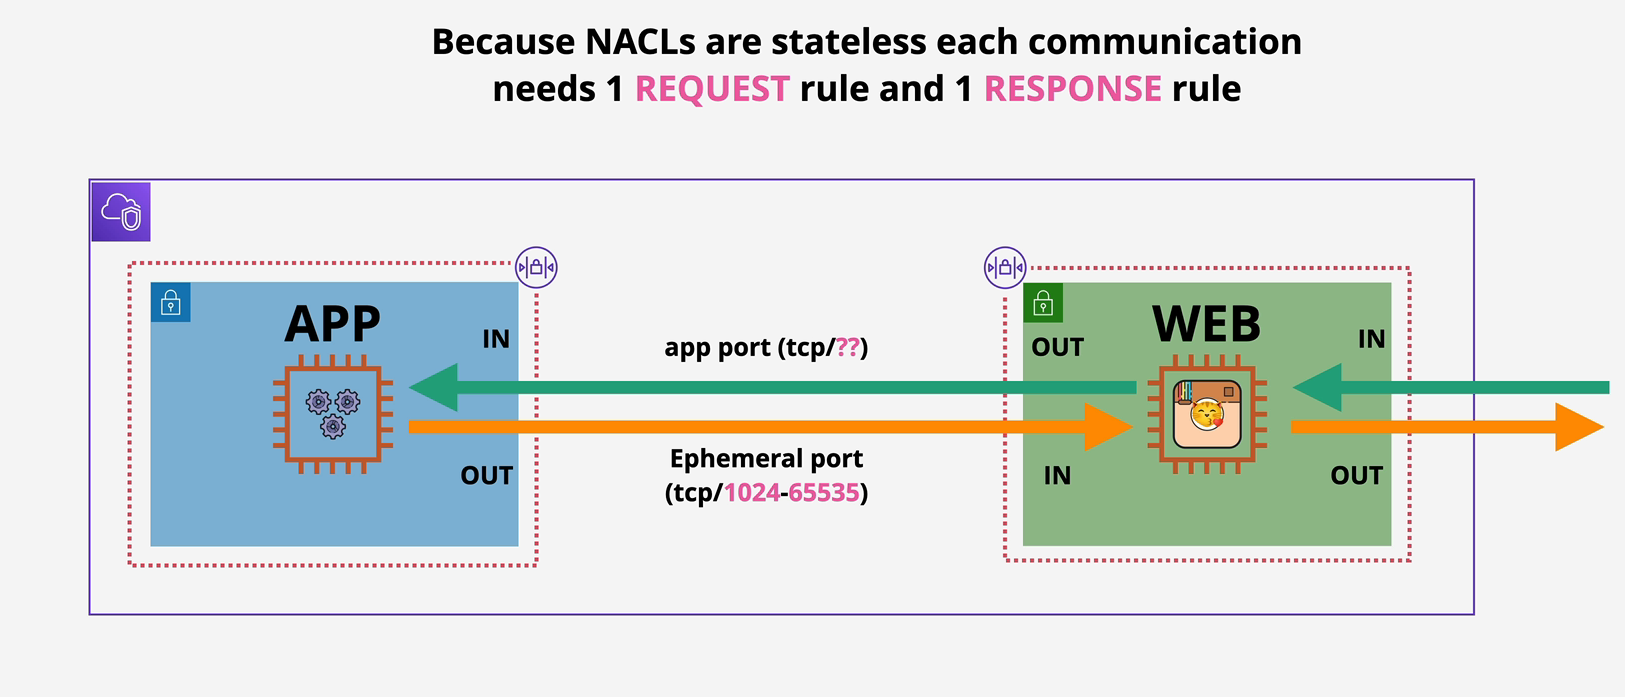 Because NACLs are stateless each communication
needs 1 REQUEST rule and 1 RESPONSE rule
APP
IN
OUT
app port (tcp/??)
Ephemeral port
(tcp/1024-65535)
WEB
OUT
IN
IN
OUT